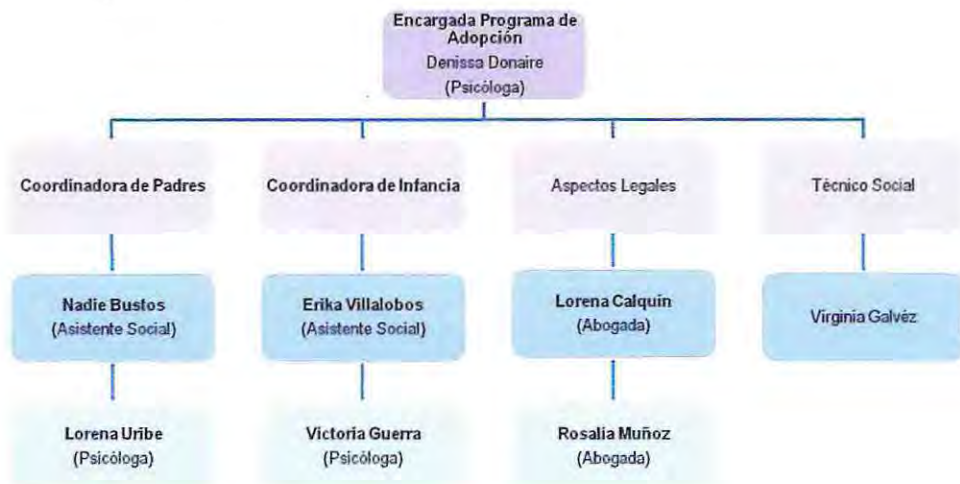 Encargada Programa de
Adopción
Denissa Donaire
(Psicóloga)
Coordinadora de Padres
Coordinadora de Infancia
Aspectos Legales
Técnico Social
Nadie Bustos
(Asistente Social)
Erika Villalobos
(Asistente Social)
Lorena Calquín
(Abogada)
Virginia Galvéz
Lorena Uribe
(Psicóloga)
Victoria Guerra
(Psicóloga)
Rosalía Muñoz
(Abogada)